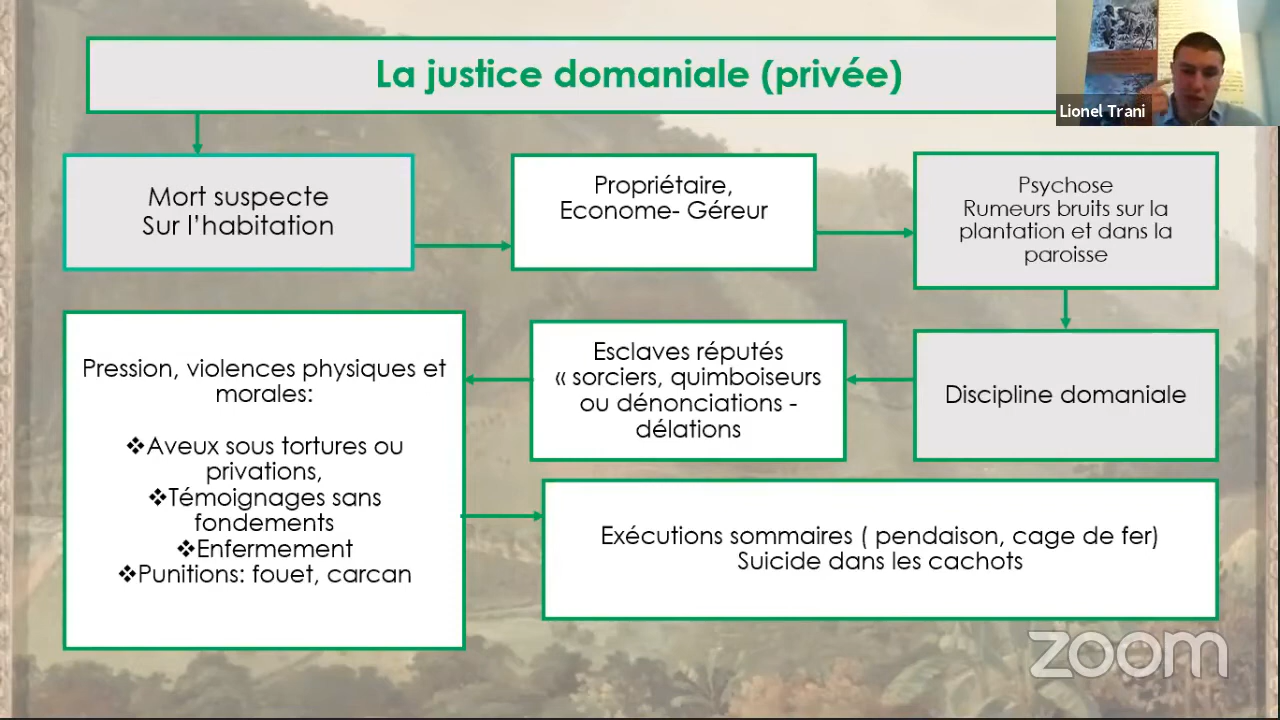 La justice domaniale (privée)
Lionel Trani
Mort suspecte
Sur l'habitation
Propriétaire,
Econome- Géreur
Psychose
Rumeurs bruits sur la
plantation et dans la
paroisse
Discipline domaniale
Esclaves réputés
« sorciers, quimboiseurs
ou dénonciations -
délations
Pression, violences physiques et
morales:
❖Aveux sous tortures ou
privations,
❖Témoignages sans
fondements
❖Enfermement
❖Punitions: fouet, carcan
Exécutions sommaires ( pendaison, cage de fer)
Suicide dans les cachots
zoom